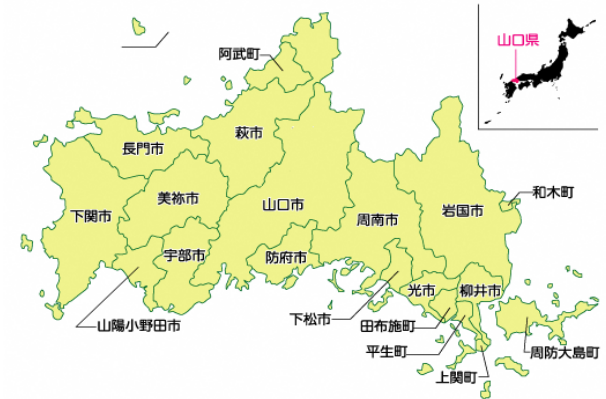 山口県
阿武町
萩市
長門市
美祢市
和木町
山口市
周南市
岩国市
下関市
宇部市
防府市
光市
柳井市
下松市
山陽小野田市
田布施町
平生町
周防大島町
上関町